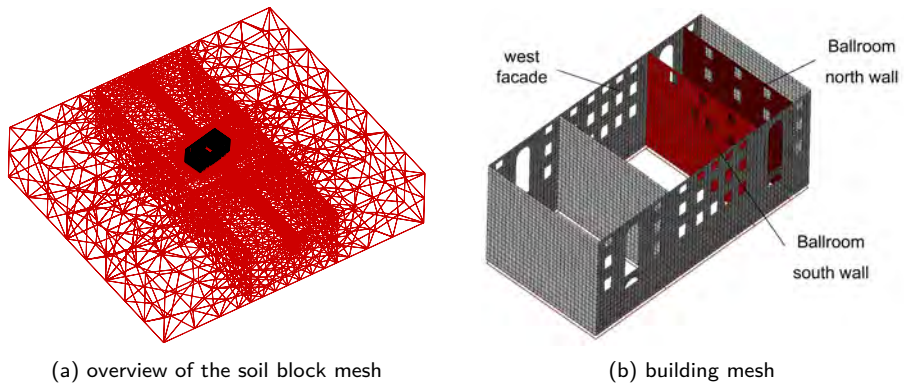 west
facade
Ballroom
north wall
Ballroom
south wall
(a) overview of the soil block mesh
(b) building mesh